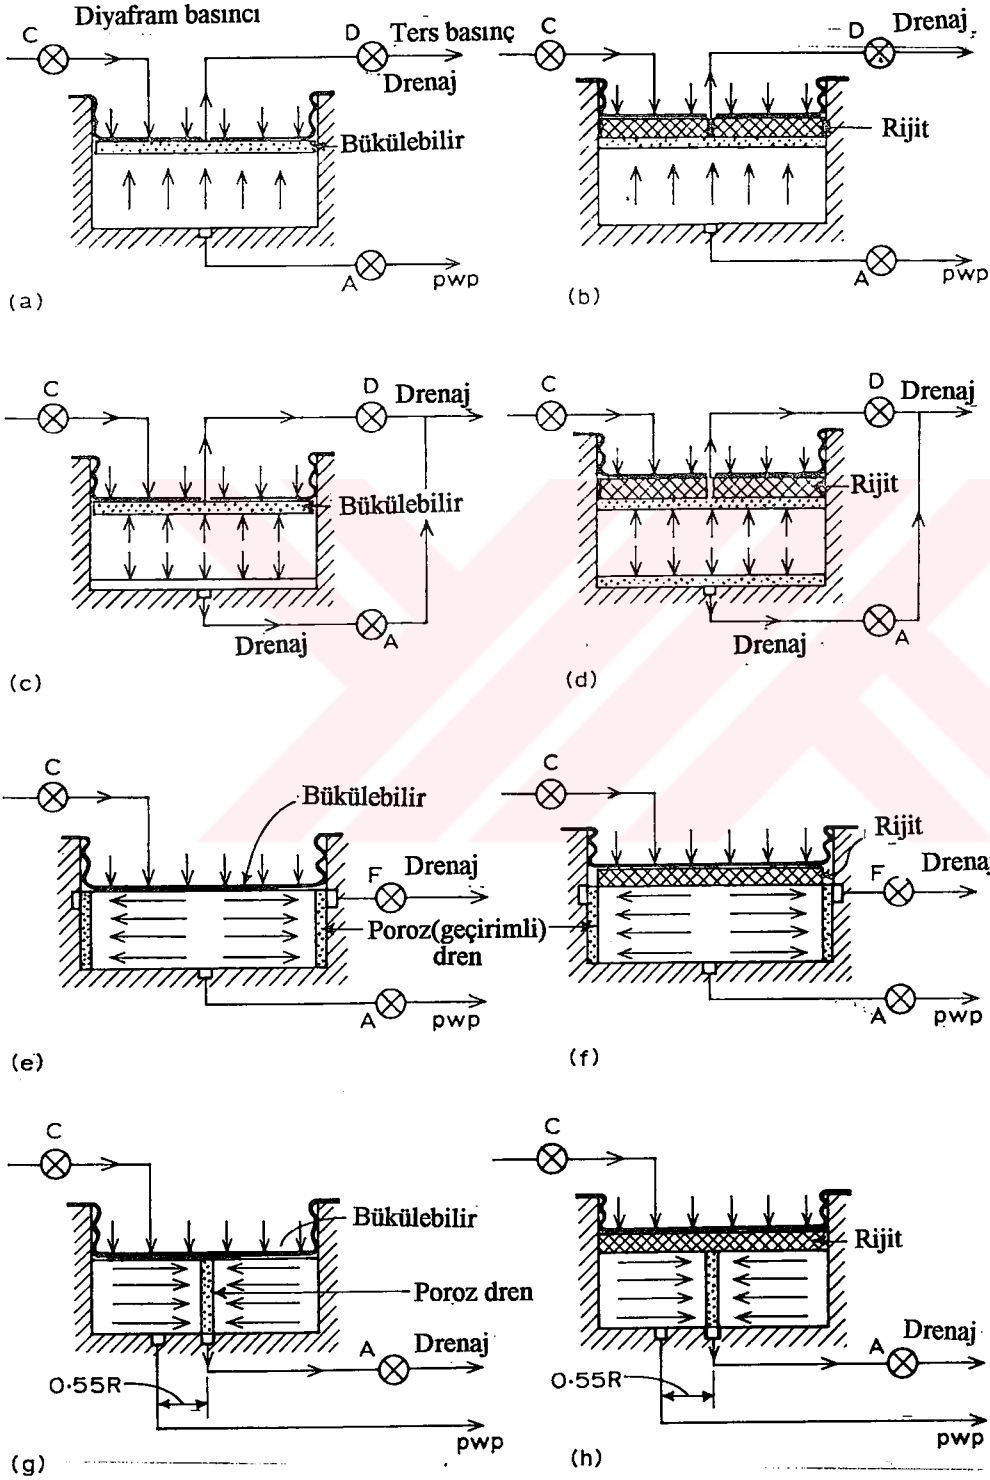 Diyafram basıncı
C
D
Ters basınç
Drenaj
Bükülebilir
A
pwp
(a)
C
D
Drenaj
Rijit
A
pwp
(b)
C
D
Drenaj
Bükülebilir
Drenaj
A
(c)
C
D
Drenaj
Rijit
Drenaj
A
(d)
C
Bükülebilir
F
Drenaj
Poroz(geçirimli)
dren
A
pwp
(e)
C
Rijit
F
Drenaj
A
pwp
(f)
C
Bükülebilir
Poroz dren
A
Drenaj
0·55R
pwp
(g)
C
Rijit
A
Drenaj
0·55R
pwp
(h)